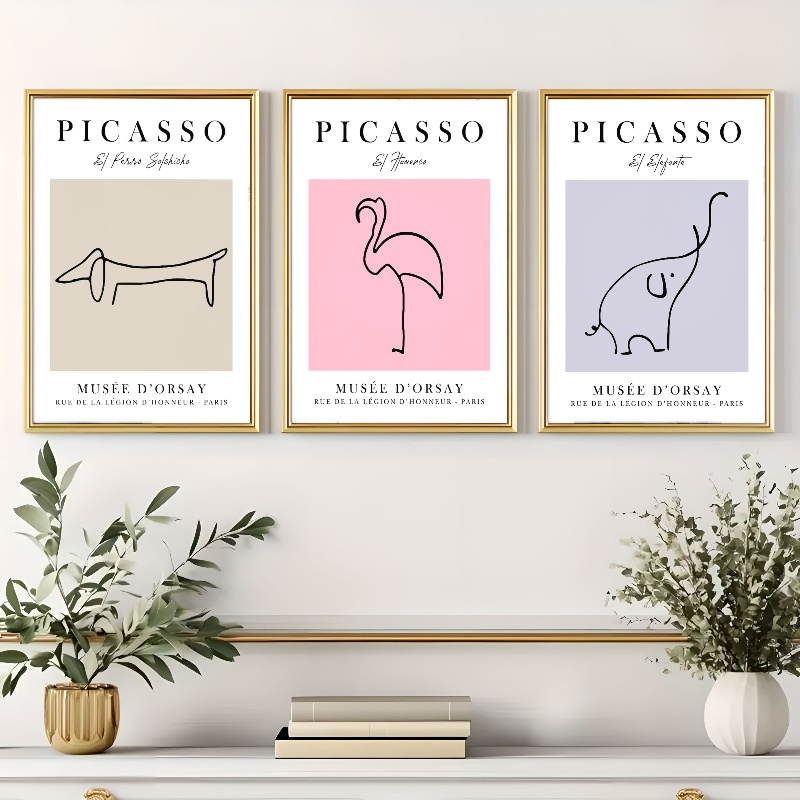 PICASSO
El Perro Salchicha
MUSÉE D'ORSAY
RUE DE LA LÉGION D'HONNEUR - PARIS
PICASSO
El Flamenco
MUSÉE D'ORSAY
RUE DE LA LÉGION D'HONNEUR - PARIS
PICASSO
El Elefante
MUSÉE D'ORSAY
RUE DE LA LÉGION D'HONNEUR - PARIS